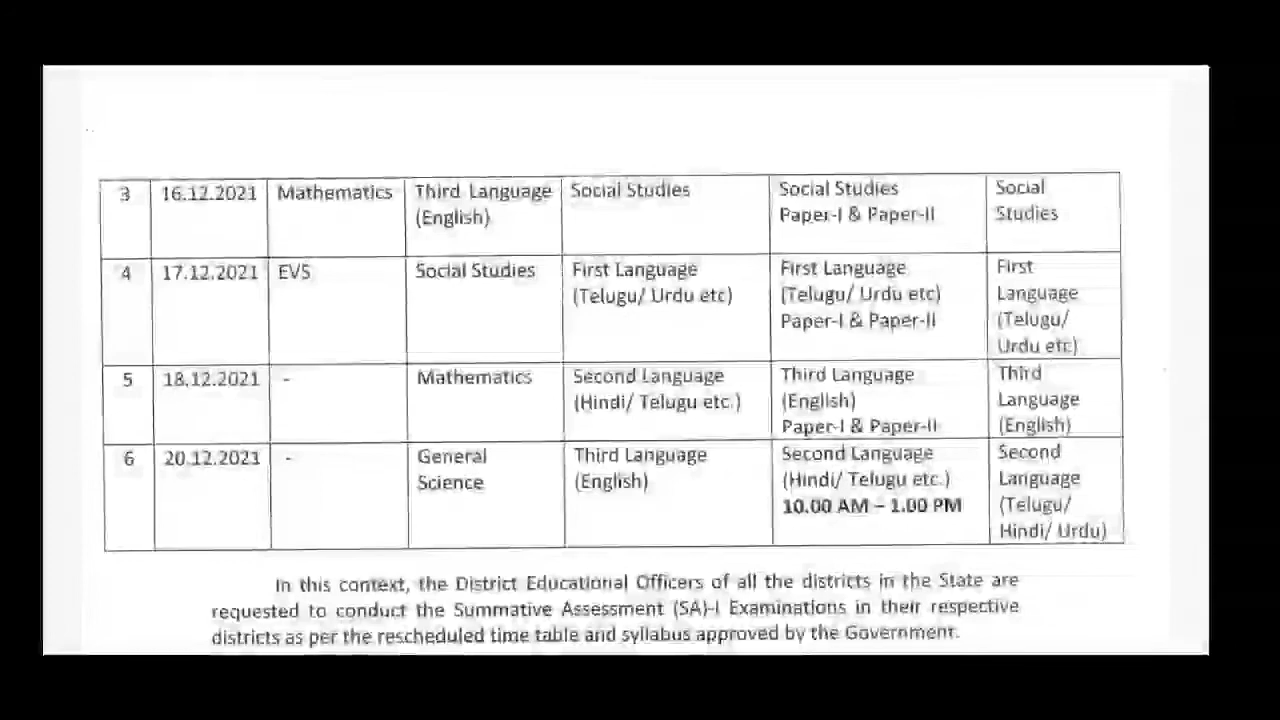 3 16.12.2021 Mathematics Third Language (English) Social Studies Social Studies Paper-I & Paper-II Social Studies
4 17.12.2021 EVS Social Studies First Language (Telugu/ Urdu etc) First Language (Telugu/ Urdu etc) Paper-I & Paper-II First Language (Telugu/ Urdu etc)
5 18.12.2021 - Mathematics Second Language (Hindi/ Telugu etc.) Third Language (English) Paper-I & Paper-II Third Language (English)
6 20.12.2021 - General Science Third Language (English) Second Language (Hindi/ Telugu etc.) 10.00 AM – 1.00 PM Second Language (Telugu/ Hindi/ Urdu)
In this context, the District Educational Officers of all the districts in the State are
requested to conduct the Summative Assessment (SA)-I Examinations in their respective
districts as per the rescheduled time table and syllabus approved by the Government.